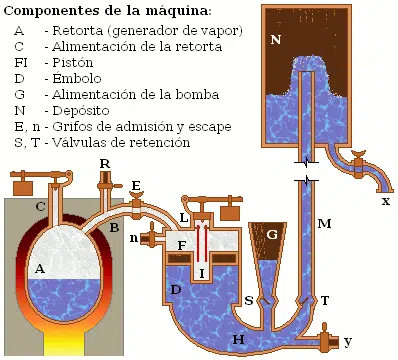 Componentes de la máquina:
A - Retorta (generador de vapor)
C - Alimentación de la retorta
FI - Pistón
D - Émbolo
G - Alimentación de la bomba
N - Depósito
E, n - Grifos de admisión y escape
S, T - Válvulas de retención
N
R
E
x
C
B
L
n
F
G
M
A
I
D
S
T
H
y